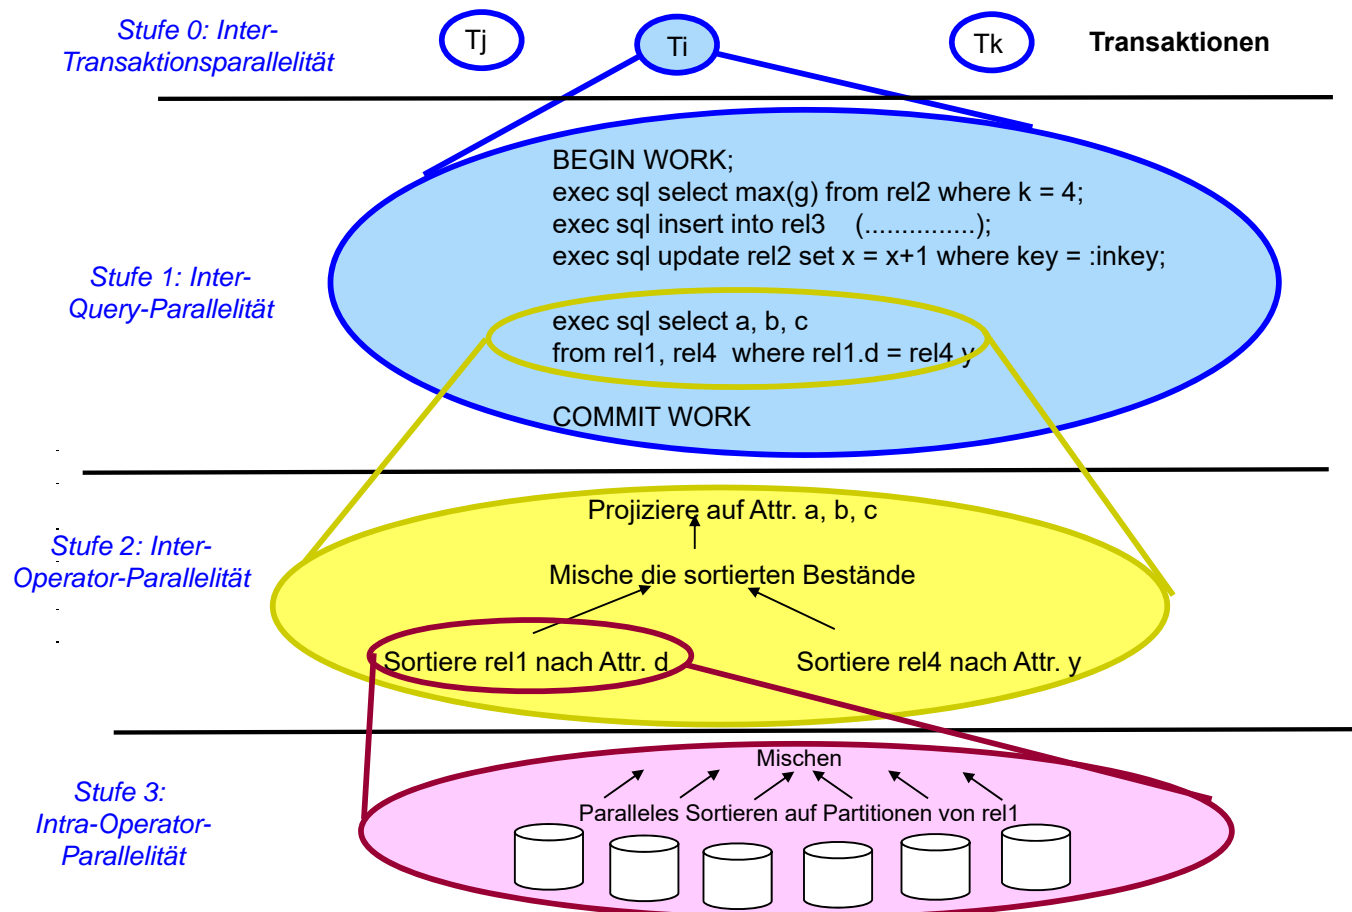 Stufe 0: Inter-
Transaktionsparallelität
Tj
Ti
Tk
Transaktionen
BEGIN WORK;
exec sql select max(g) from rel2 where k = 4;
exec sql insert into rel3 (...............);
exec sql update rel2 set x = x+1 where key = :inkey;
Stufe 1: Inter-
Query-Parallelität
exec sql select a, b, c
from rel1, rel4 where rel1.d = rel4.y
COMMIT WORK
Projiziere auf Attr. a, b, c
Stufe 2: Inter-
Operator-Parallelität
Mische die sortierten Bestände
Sortiere rel1 nach Attr. d
Sortiere rel4 nach Attr. y
Mischen
Stufe 3:
Intra-Operator-
Parallelität
Paralleles Sortieren auf Partitionen von rel1